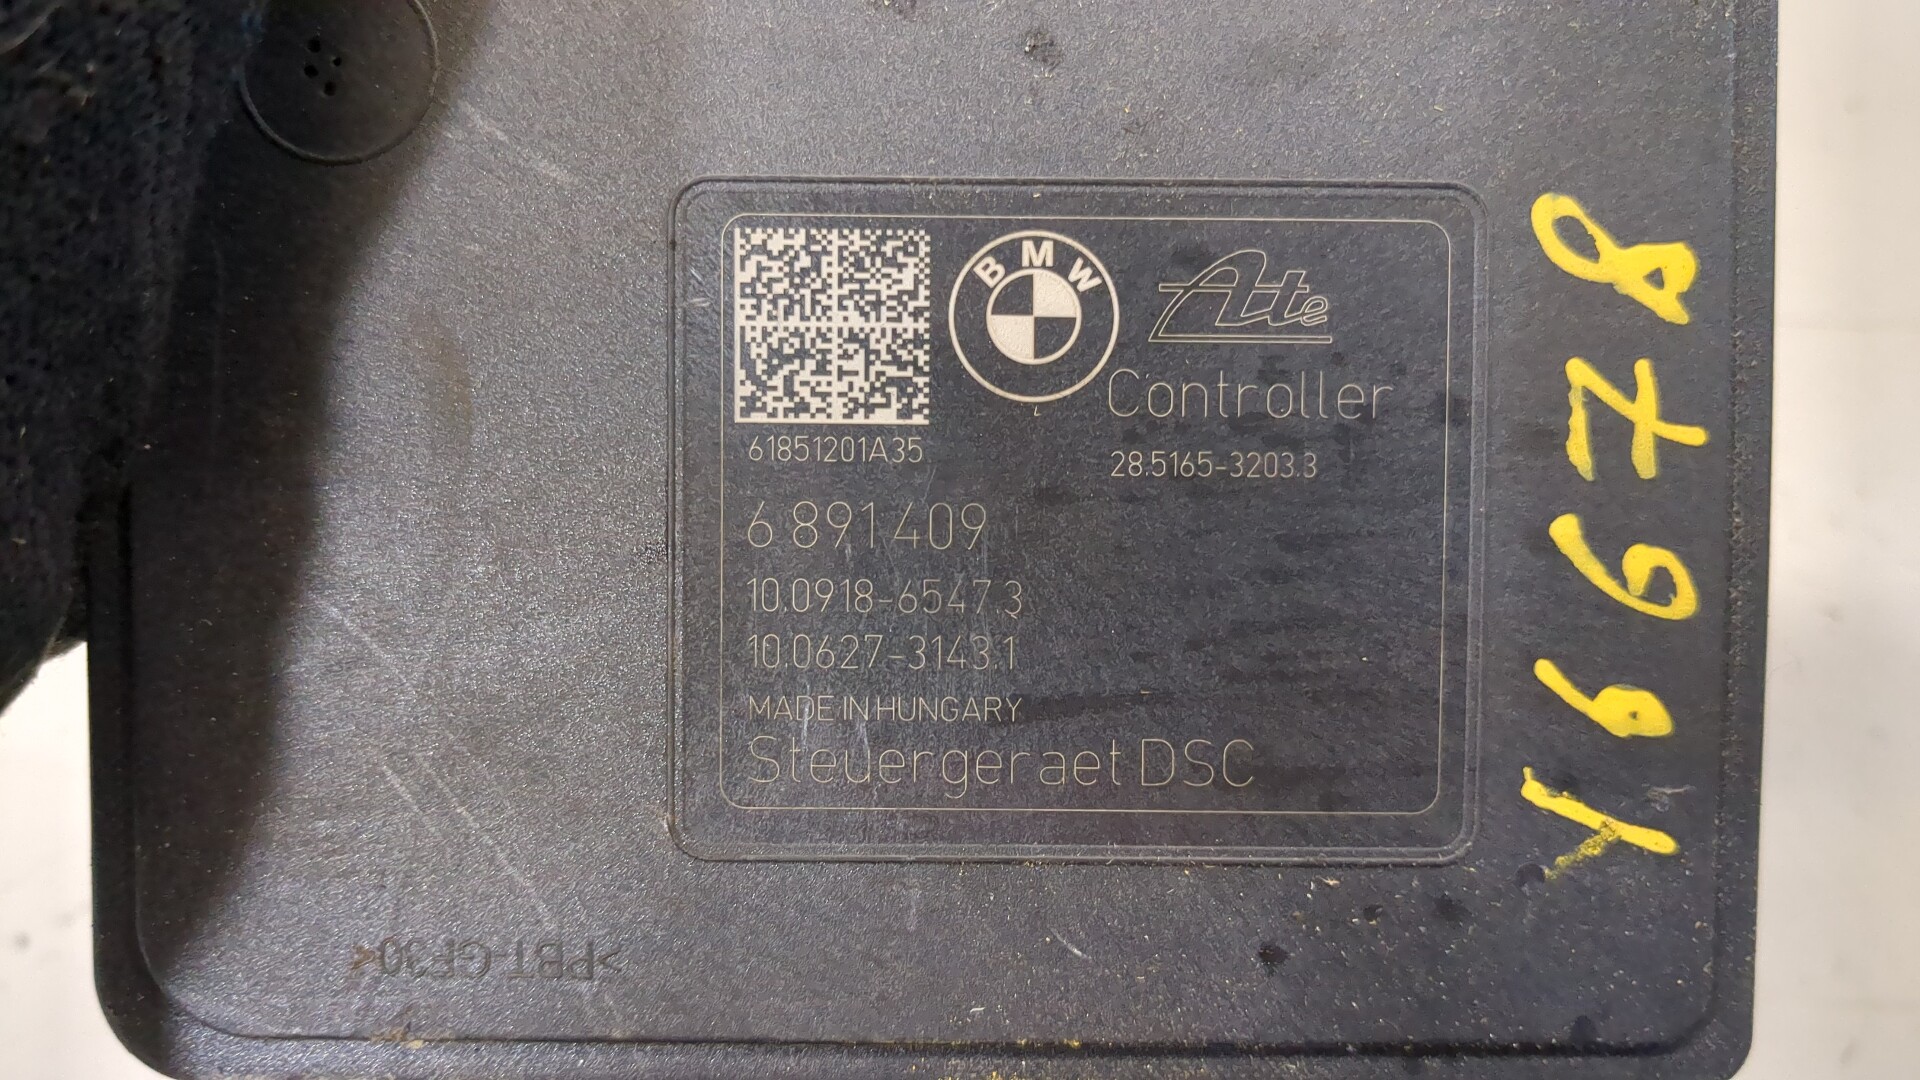 BMW
Ate
Controller
61851201A35
28.5165-3203.3
6 891 409
10.0918-6547.3
10.0627-3143.1
MADE IN HUNGARY
Steuergeraet DSC
>PBT-GF30<
Y6678